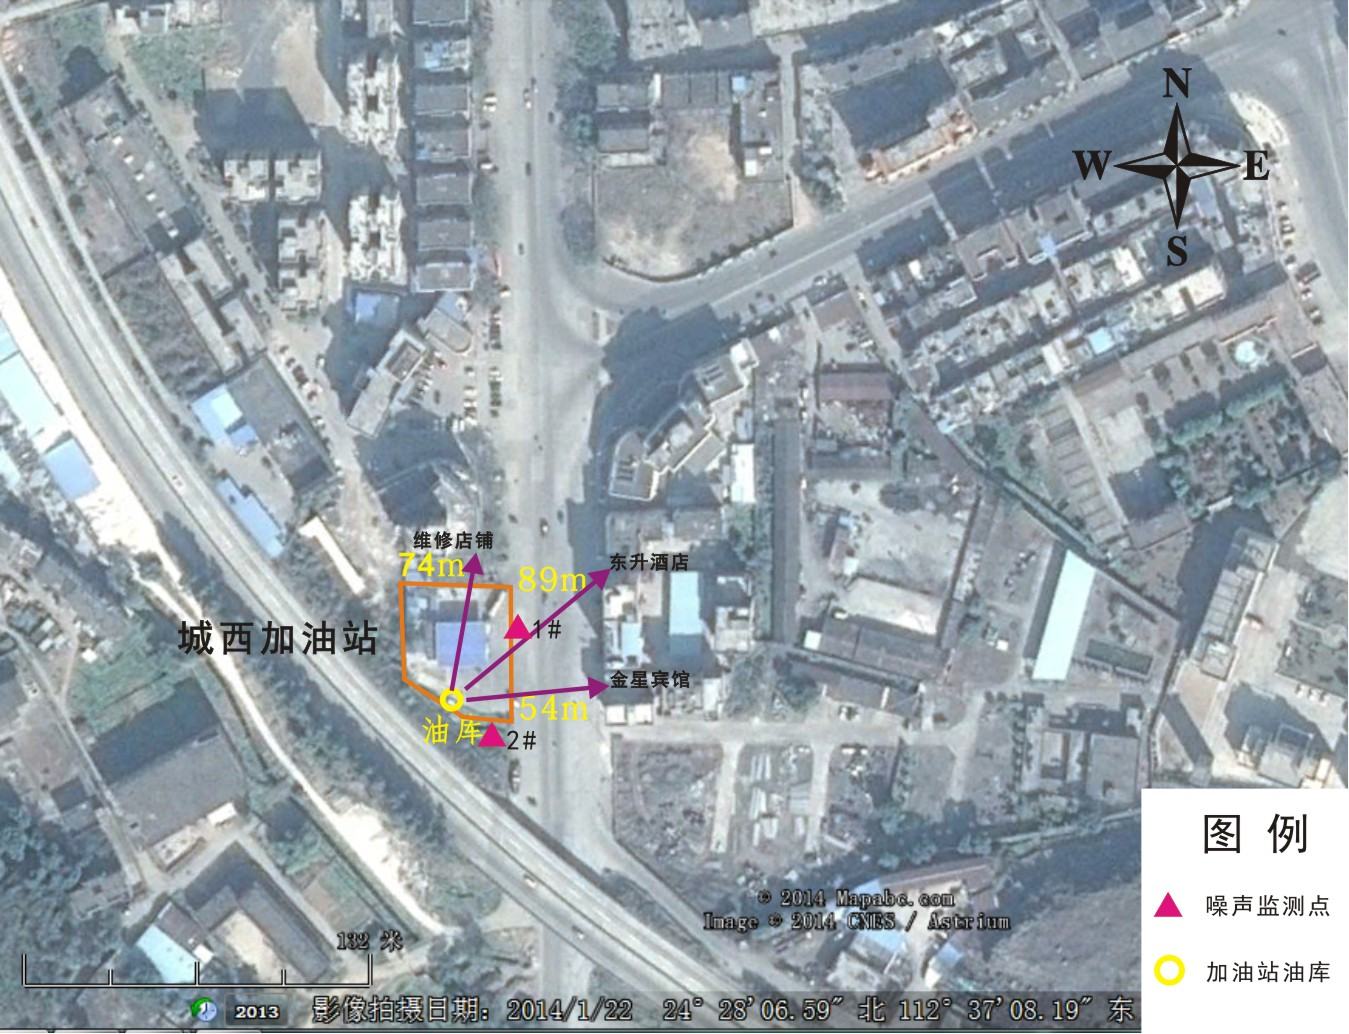 N
W E
S
维修店铺
74m
89m
东升酒店
1#
城西加油站
金星宾馆
54m
油库
2#
图 例
噪声监测点
加油站油库
© 2014 Mapabc.com
Image © 2014 CNES / Astrium
132 米
2013
影像拍摄日期: 2014/1/22 24° 28′06.59″ 北 112° 37′08.19″ 东